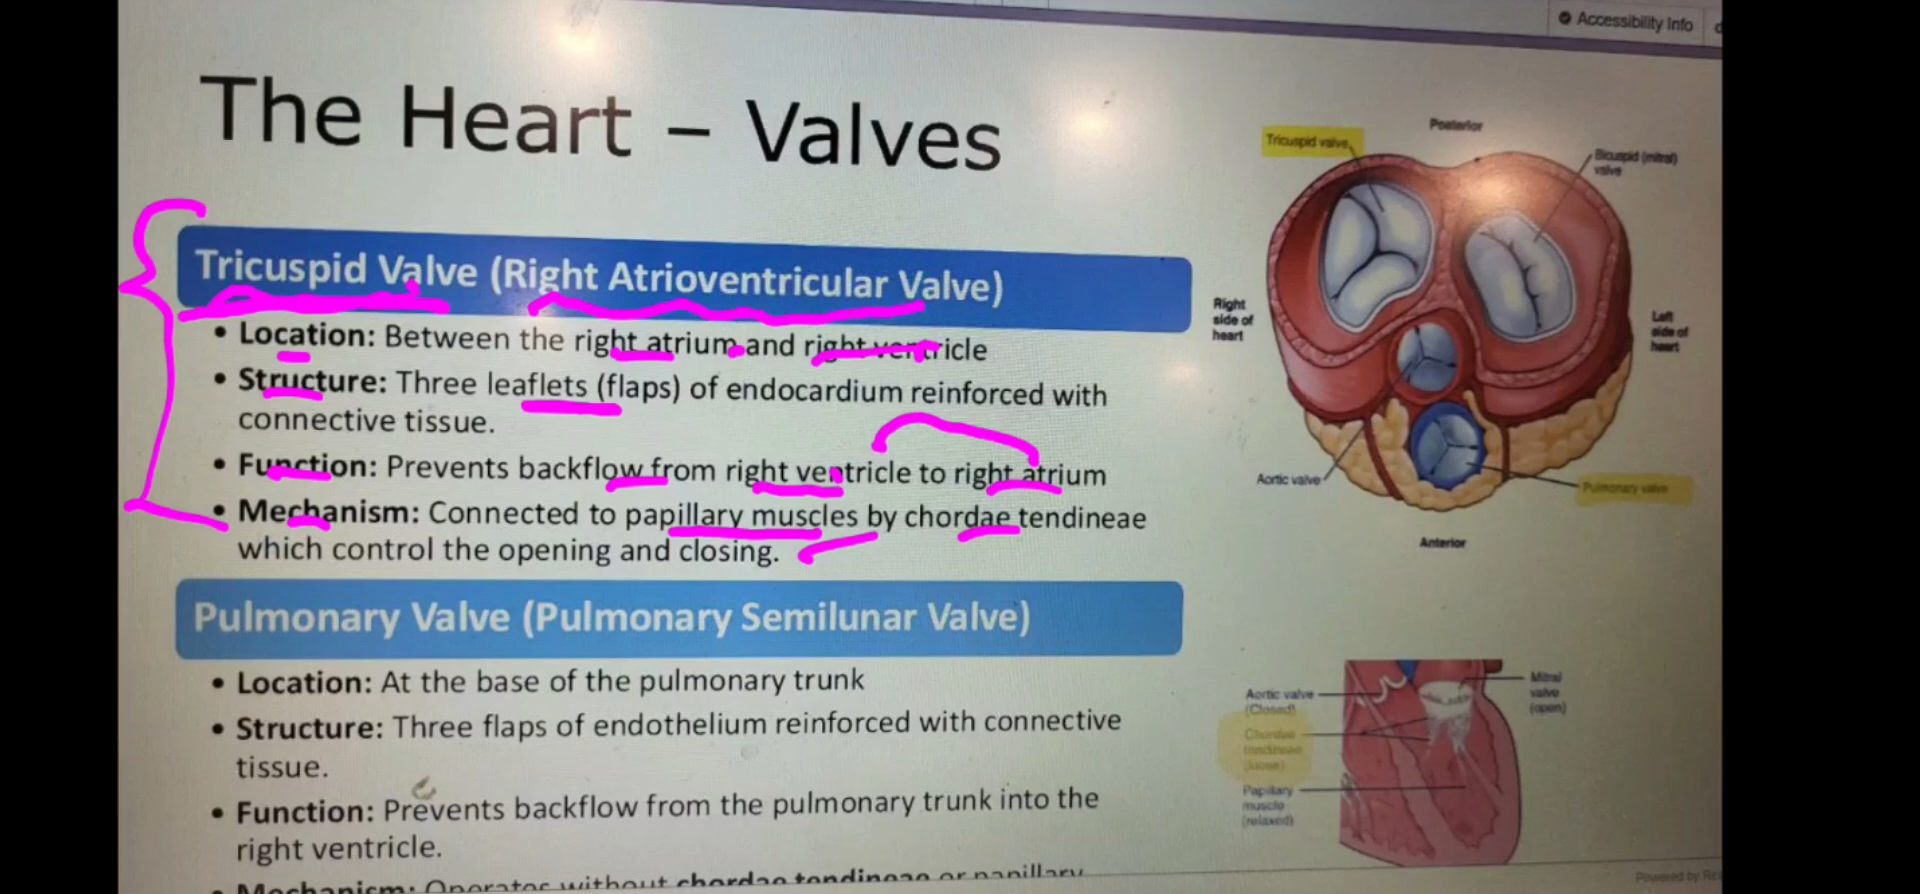 Accessibility Info
The Heart – Valves
Tricuspid Valve (Right Atrioventricular Valve)
• Location: Between the right atrium and right ventricle
• Structure: Three leaflets (flaps) of endocardium reinforced with
connective tissue.
• Function: Prevents backflow from right ventricle to right atrium
• Mechanism: Connected to papillary muscles by chordae tendineae
which control the opening and closing.
Pulmonary Valve (Pulmonary Semilunar Valve)
• Location: At the base of the pulmonary trunk
• Structure: Three flaps of endothelium reinforced with connective
tissue.
• Function: Prevents backflow from the pulmonary trunk into the
right ventricle.
• Mechanism: Operates without chordae tendineae or papillary
Posterior
Tricuspid valve
Bicuspid (mitral)
valve
Right
side of
heart
Left
side of
heart
Aortic valve
Pulmonary valve
Anterior
Aortic valve
(Closed)
Mitral
valve
(open)
Chordae
tendineae
(loose)
Papillary
muscle
(relaxed)
Powered by